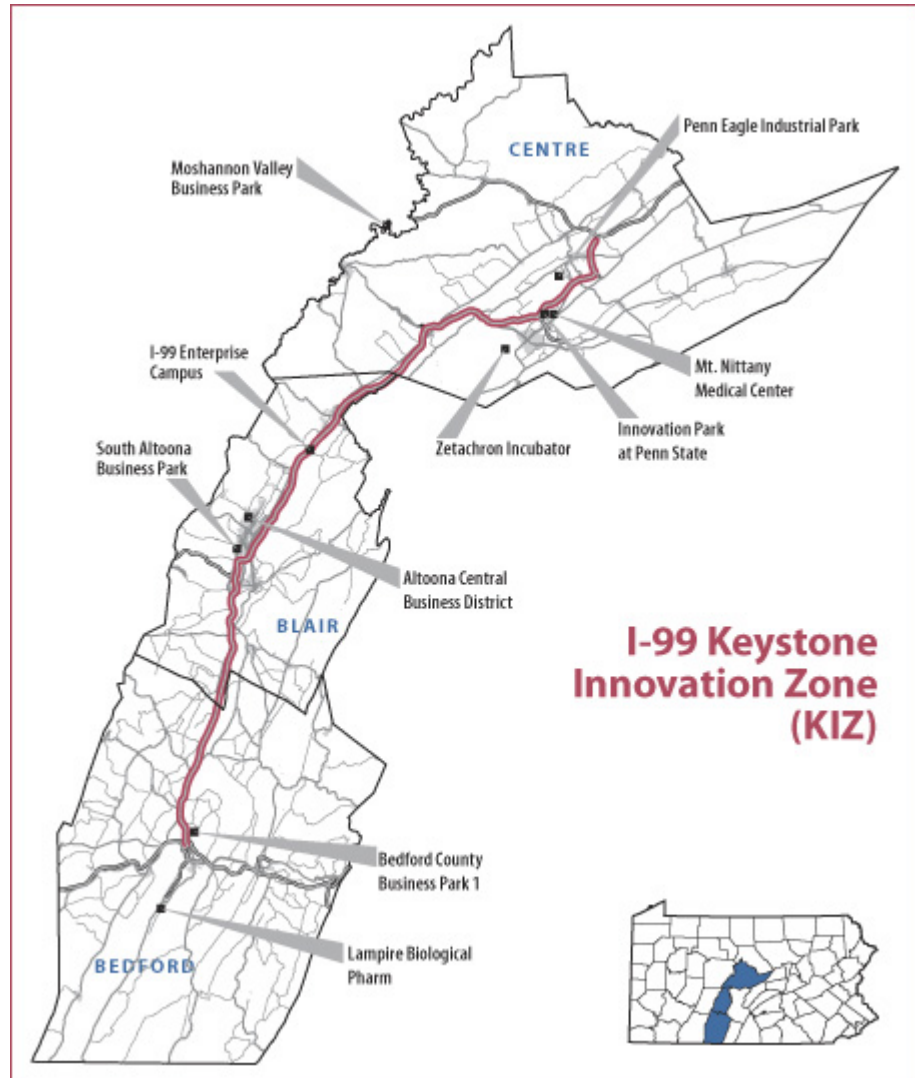 Penn Eagle Industrial Park
CENTRE
Moshannon Valley
Business Park
I-99 Enterprise
Campus
Mt. Nittany
Medical Center
South Altoona
Business Park
Zetachron Incubator
Innovation Park
at Penn State
Altoona Central
Business District
BLAIR
I-99 Keystone
Innovation Zone
(KIZ)
Bedford County
Business Park 1
Lampire Biological
Pharm
BEDFORD